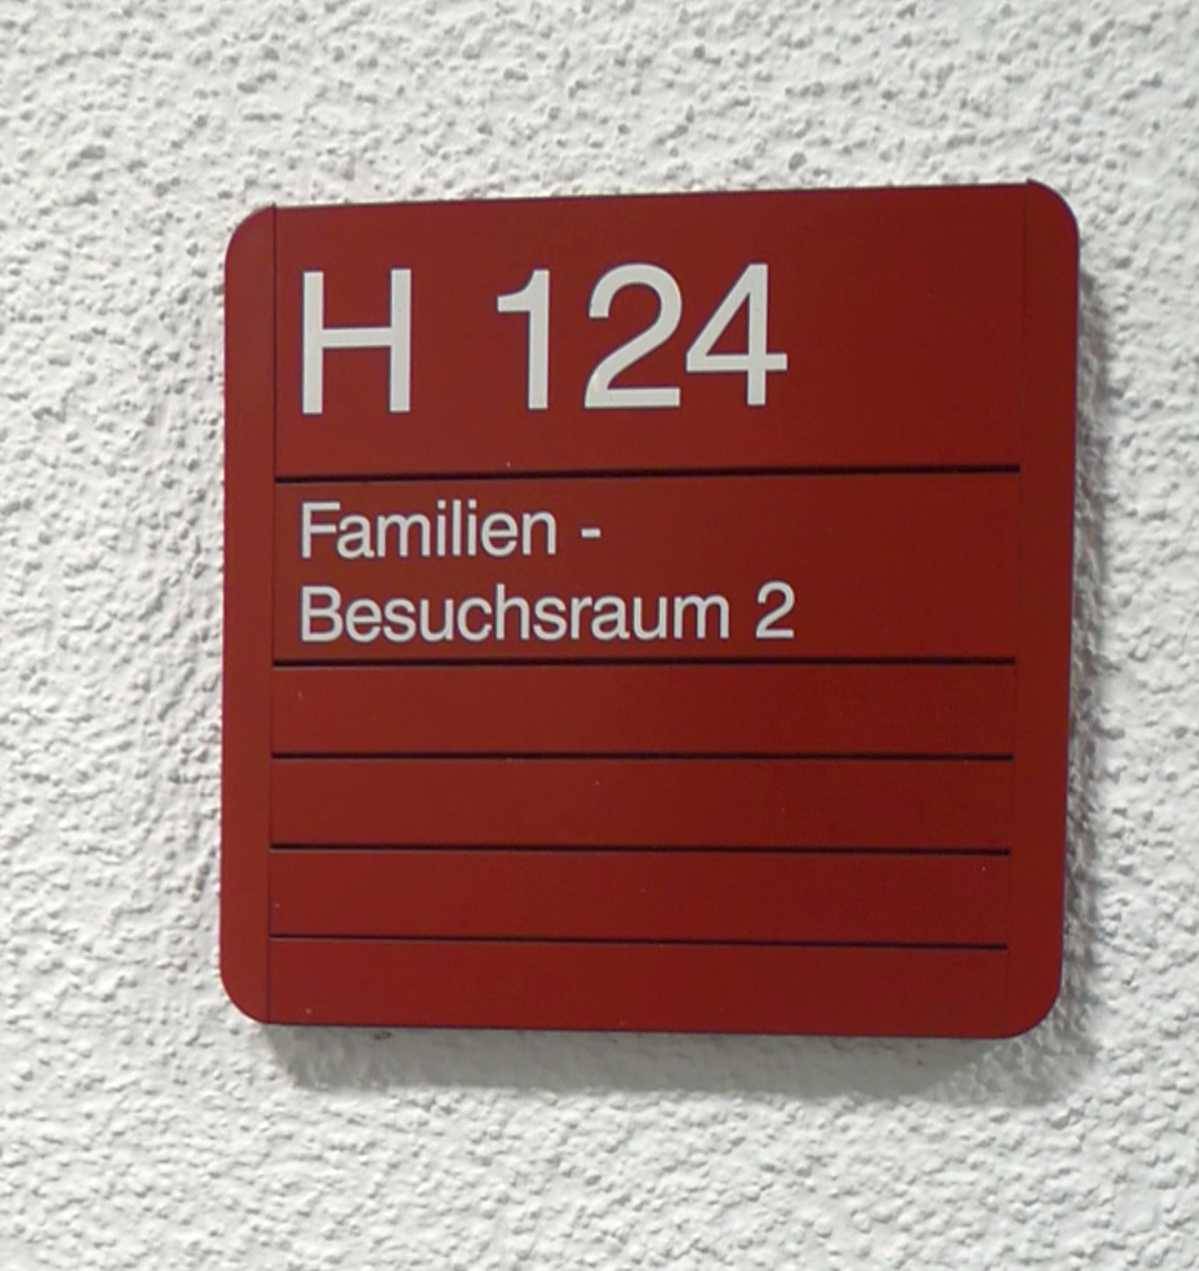 H 124
Familien -
Besuchsraum 2